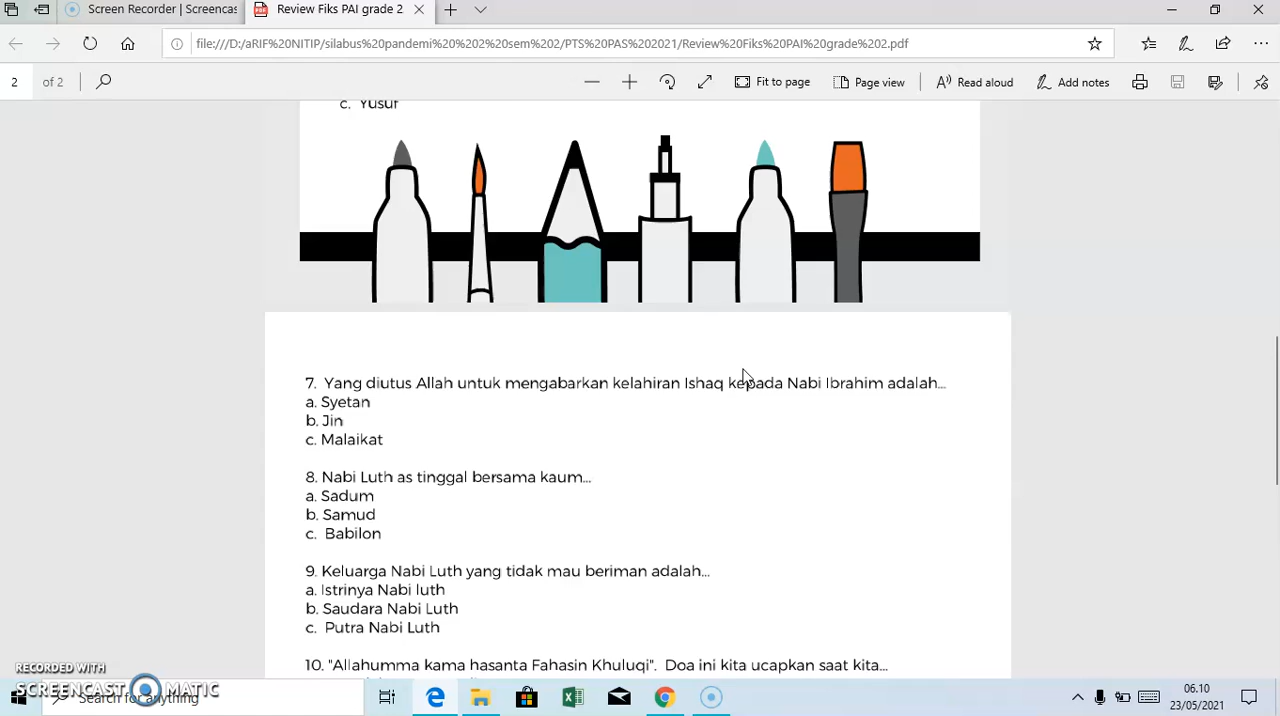 Screen Recorder | Screencas
Review Fiks PAI grade 2
file:///D:/aRIF%20NITIP/silabus%20pandemi%20%202%20sem%202/PTS%20PAS%202021/Review%20Fiks%20PAI%20grade%202.pdf
2 of 2
Fit to page
Page view
Read aloud
Add notes
c. Yusuf
7. Yang diutus Allah untuk mengabarkan kelahiran Ishaq kepada Nabi Ibrahim adalah...
a. Syetan
b. Jin
c. Malaikat
8. Nabi Luth as tinggal bersama kaum...
a. Sadum
b. Samud
c. Babilon
9. Keluarga Nabi Luth yang tidak mau beriman adalah...
a. Istrinya Nabi luth
b. Saudara Nabi Luth
c. Putra Nabi Luth
10. "Allahumma kama hasanta Fahasin Khuluqi". Doa ini kita ucapkan saat kita...
RECORDED WITH
SCREENCAST MATIC
Search for anything
06.10
23/05/2021